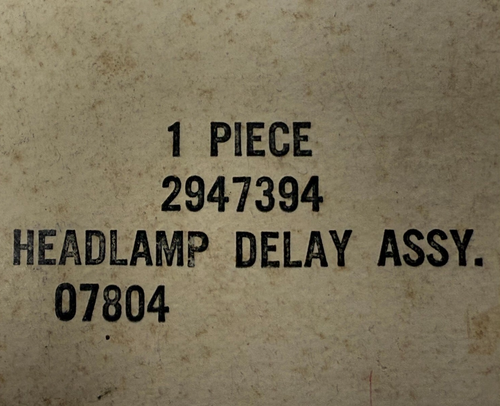 1 PIECE
2947394
HEADLAMP DELAY ASSY.
07804